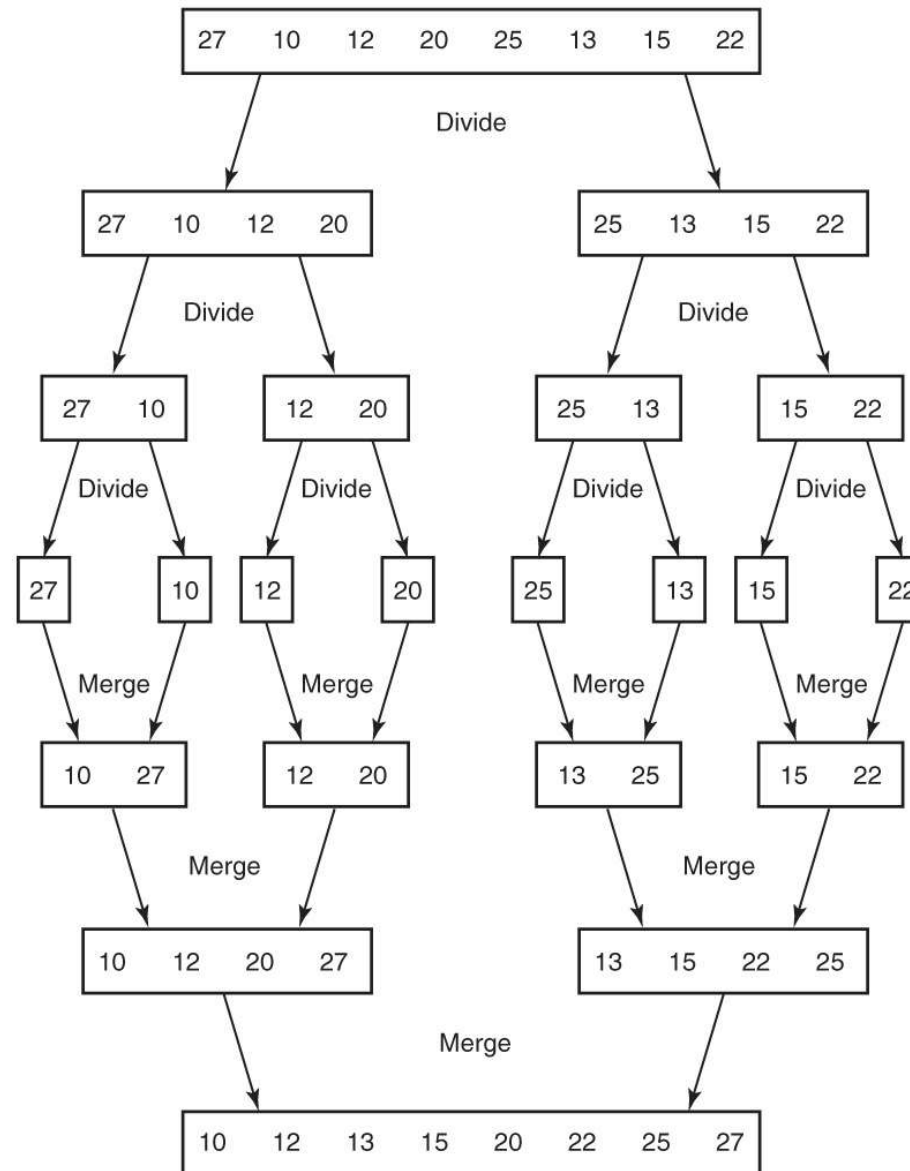 27 10 12 20 25 13 15 22
Divide
27 10 12 20 25 13 15 22
Divide Divide
27 10 12 20 25 13 15 22
Divide Divide Divide Divide
27 10 12 20 25 13 15 22
Merge Merge Merge Merge
10 27 12 20 13 25 15 22
Merge Merge
10 12 20 27 13 15 22 25
Merge
10 12 13 15 20 22 25 27